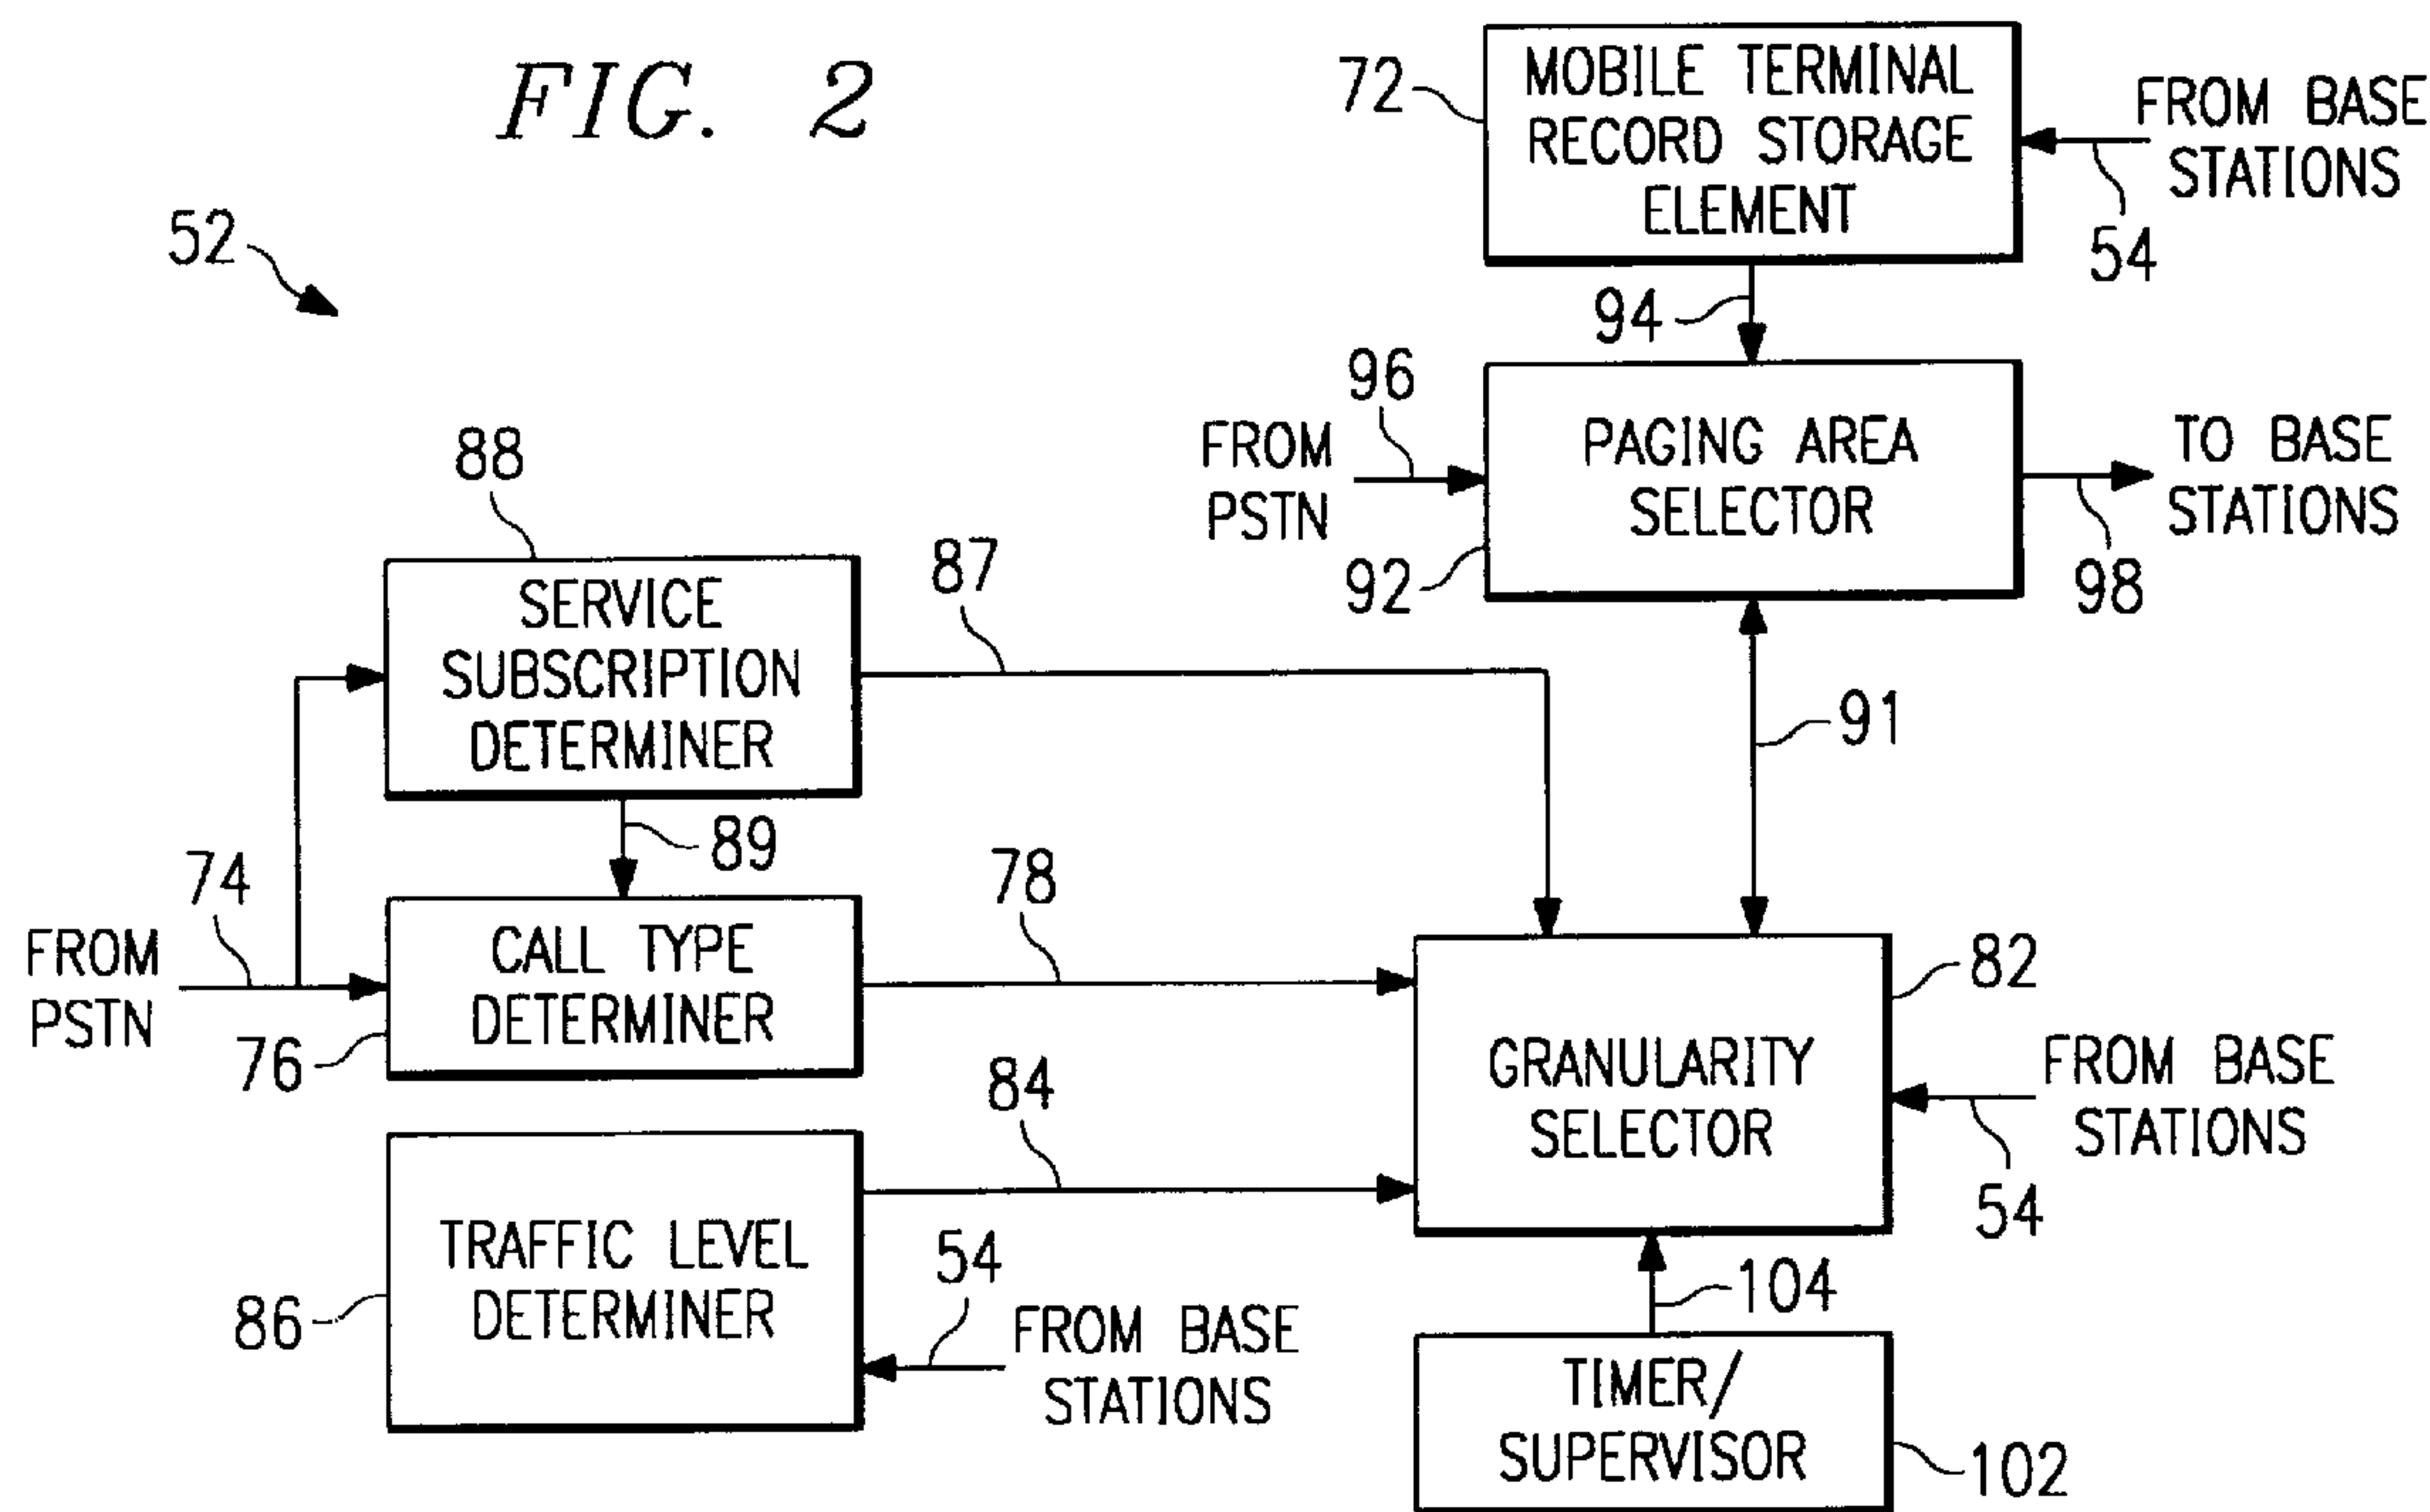 FIG. 2
52
72
MOBILE TERMINAL
RECORD STORAGE
ELEMENT
FROM BASE
STATIONS
54
94
96
FROM
PSTN
PAGING AREA
SELECTOR
92
TO BASE
STATIONS
98
88
SERVICE
SUBSCRIPTION
DETERMINER
87
91
89
74
FROM
PSTN
CALL TYPE
DETERMINER
76
78
82
GRANULARITY
SELECTOR
FROM BASE
STATIONS
54
84
TRAFFIC LEVEL
DETERMINER
86
54
FROM BASE
STATIONS
104
TIMER/
SUPERVISOR
102